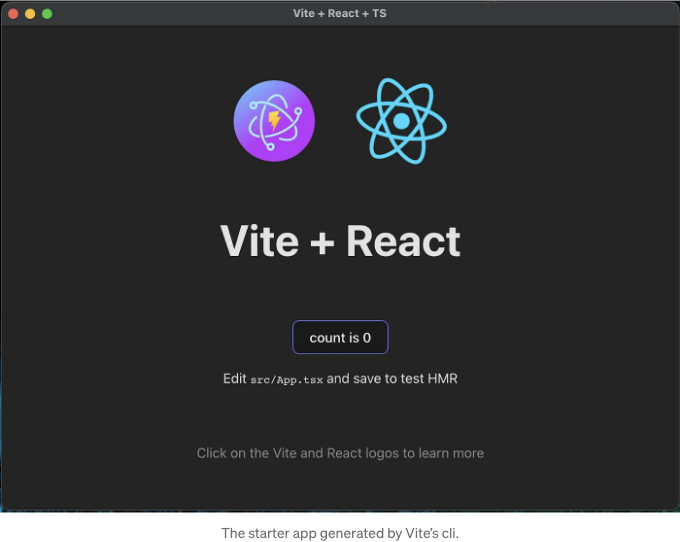 Vite + React + TS
Vite + React
count is 0
Edit src/App.tsx and save to test HMR
Click on the Vite and React logos to learn more
The starter app generated by Vite’s cli.